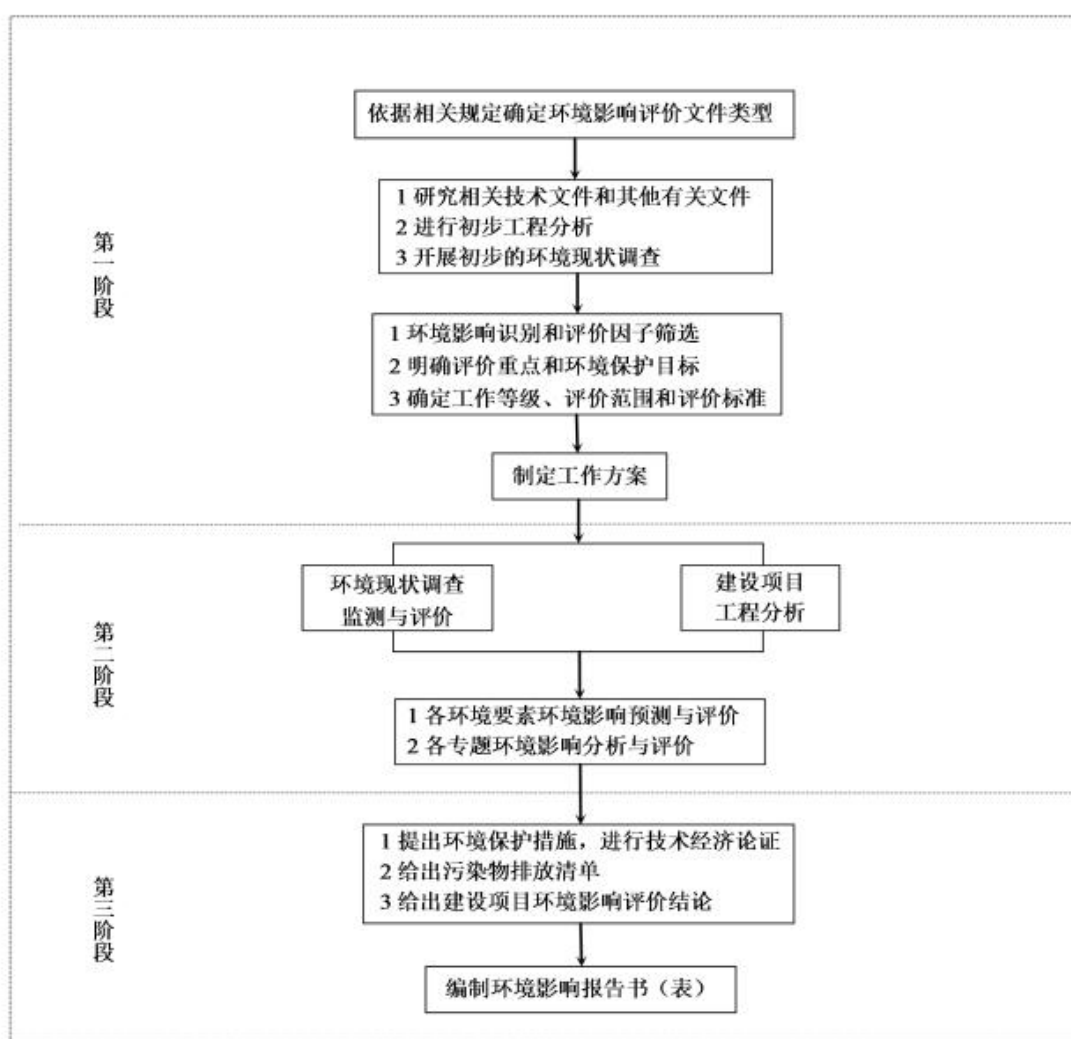 依据相关规定确定环境影响评价文件类型
1 研究相关技术文件和其他有关文件
2 进行初步工程分析
3 开展初步的环境现状调查
第一阶段
1 环境影响识别和评价因子筛选
2 明确评价重点和环境保护目标
3 确定工作等级、评价范围和评价标准
制定工作方案
环境现状调查
监测与评价
建设项目
工程分析
第二阶段
1 各环境要素环境影响预测与评价
2 各专题环境影响分析与评价
1 提出环境保护措施，进行技术经济论证
2 给出污染物排放清单
3 给出建设项目环境影响评价结论
第三阶段
编制环境影响报告书（表）